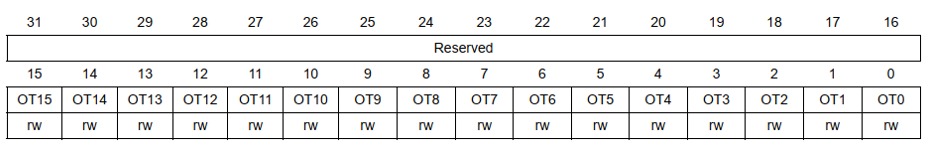 31 30 29 28 27 26 25 24 23 22 21 20 19 18 17 16
Reserved
15 14 13 12 11 10 9 8 7 6 5 4 3 2 1 0
OT15 OT14 OT13 OT12 OT11 OT10 OT9 OT8 OT7 OT6 OT5 OT4 OT3 OT2 OT1 OT0
rw rw rw rw rw rw rw rw rw rw rw rw rw rw rw rw